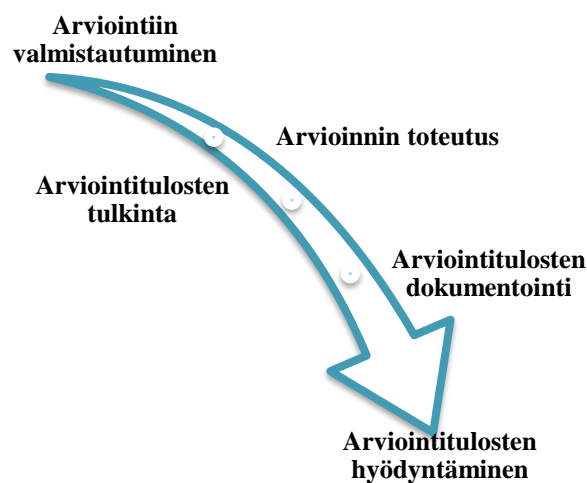 Arviointiin
valmistautuminen
Arvioinnin toteutus
Arviointitulosten
tulkinta
Arviointitulosten
dokumentointi
Arviointitulosten
hyödyntäminen